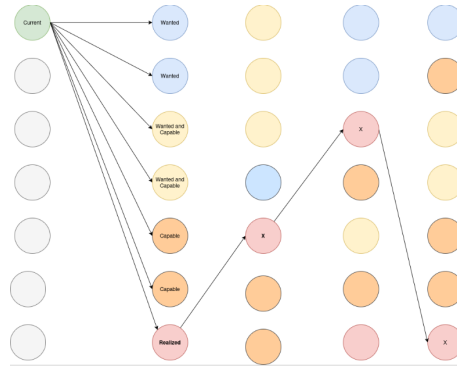 Current
Wanted
Wanted
Wanted and
Capable
X
Wanted and
Capable
Capable
X
Capable
Realized
X